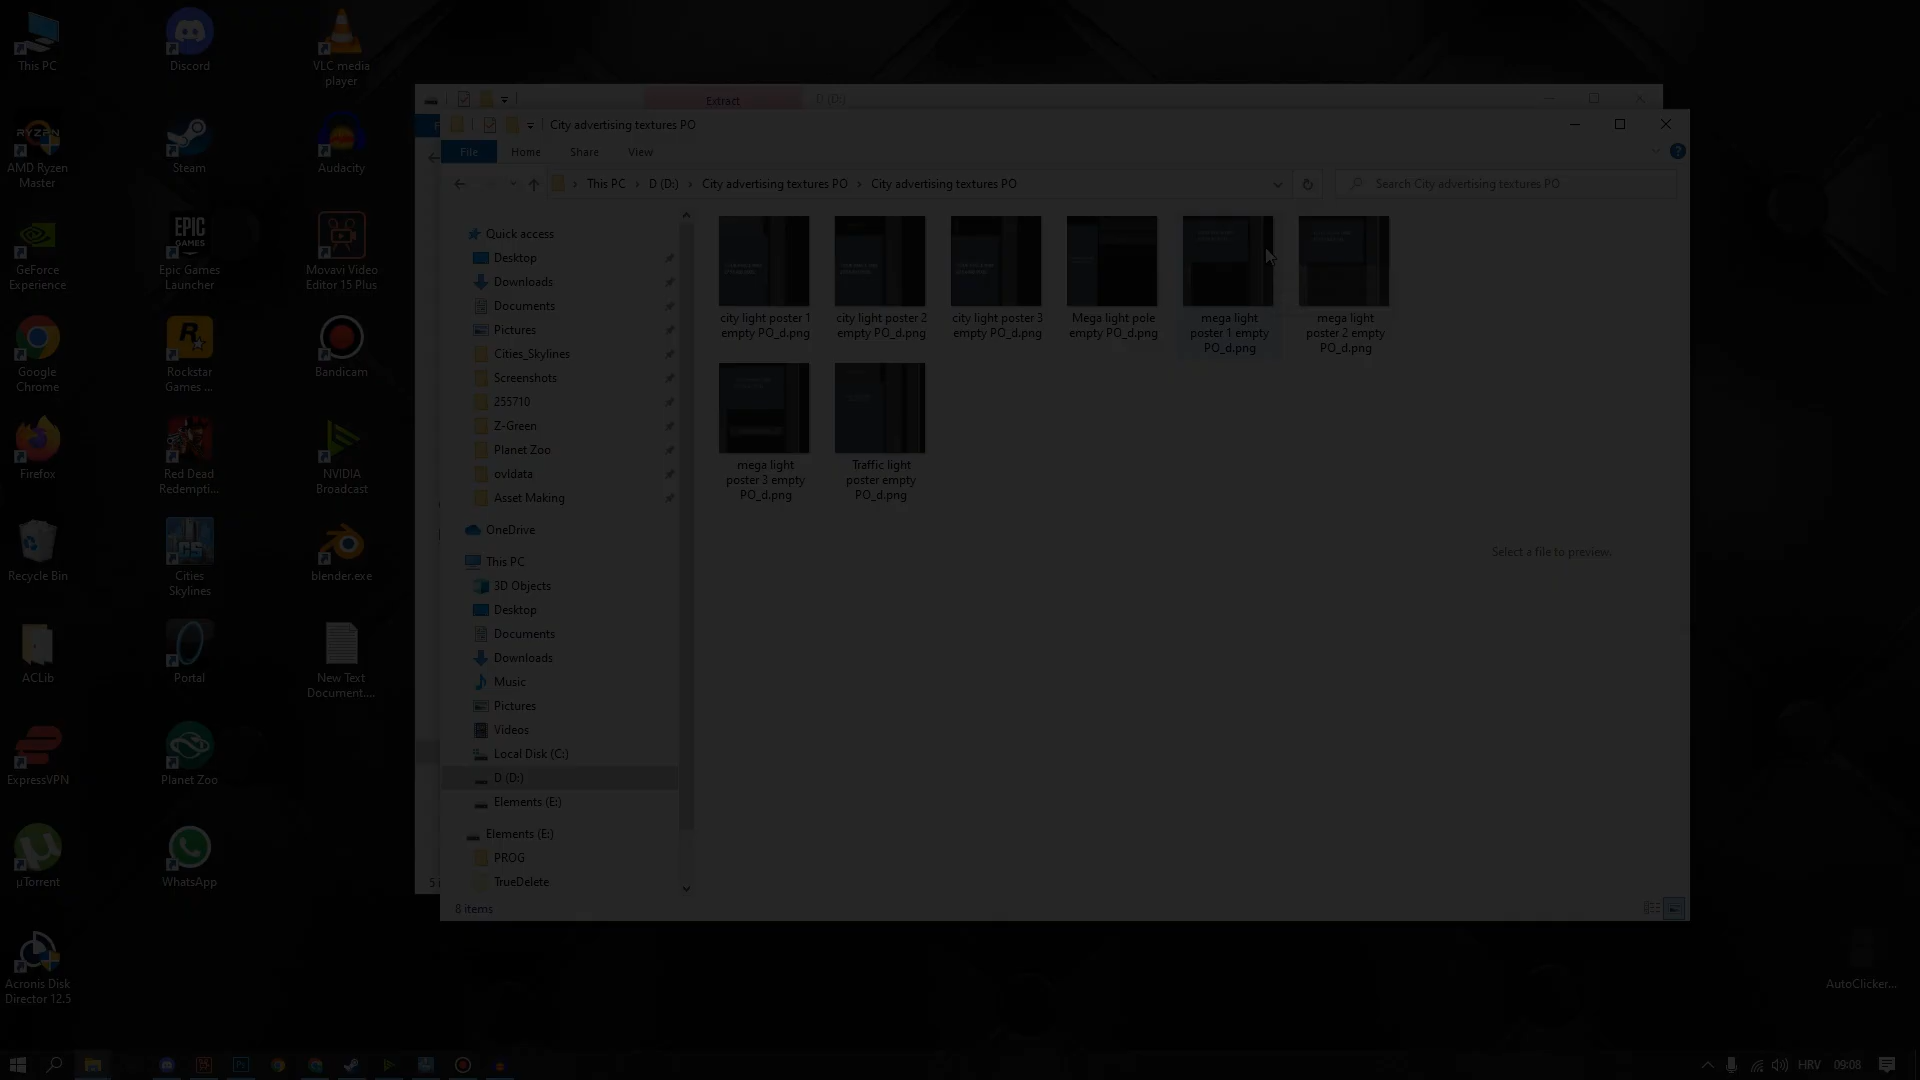 This PC
Discord
VLC media
player
AMD Ryzen
Master
Steam
Audacity
GeForce
Experience
EPIC
GAMES
Epic Games
Launcher
Movavi Video
Editor 15 Plus
Google
Chrome
Rockstar
Games ...
Bandicam
Firefox
Red Dead
Redempti...
NVIDIA
Broadcast
Recycle Bin
Cities
Skylines
blender.exe
ACLib
Portal
New Text
Document....
ExpressVPN
Planet Zoo
µTorrent
WhatsApp
Acronis Disk
Director 12.5
Extract
D (D:)
City advertising textures PO
File
Home
Share
View
This PC
D (D:)
City advertising textures PO
City advertising textures PO
Search City advertising textures PO
Quick access
Desktop
Downloads
Documents
Pictures
Cities_Skylines
Screenshots
255710
Z-Green
Planet Zoo
ovldata
Asset Making
OneDrive
This PC
3D Objects
Desktop
Documents
Downloads
Music
Pictures
Videos
Local Disk (C:)
D (D:)
Elements (E:)
Elements (E:)
PROG
TrueDelete
8 items
city light poster 1
empty PO_d.png
city light poster 2
empty PO_d.png
city light poster 3
empty PO_d.png
Mega light pole
empty PO_d.png
mega light
poster 1 empty
PO_d.png
mega light
poster 2 empty
PO_d.png
mega light
poster 3 empty
PO_d.png
Traffic light
poster empty
PO_d.png
Select a file to preview.
AutoClicker...
HRV
09:08